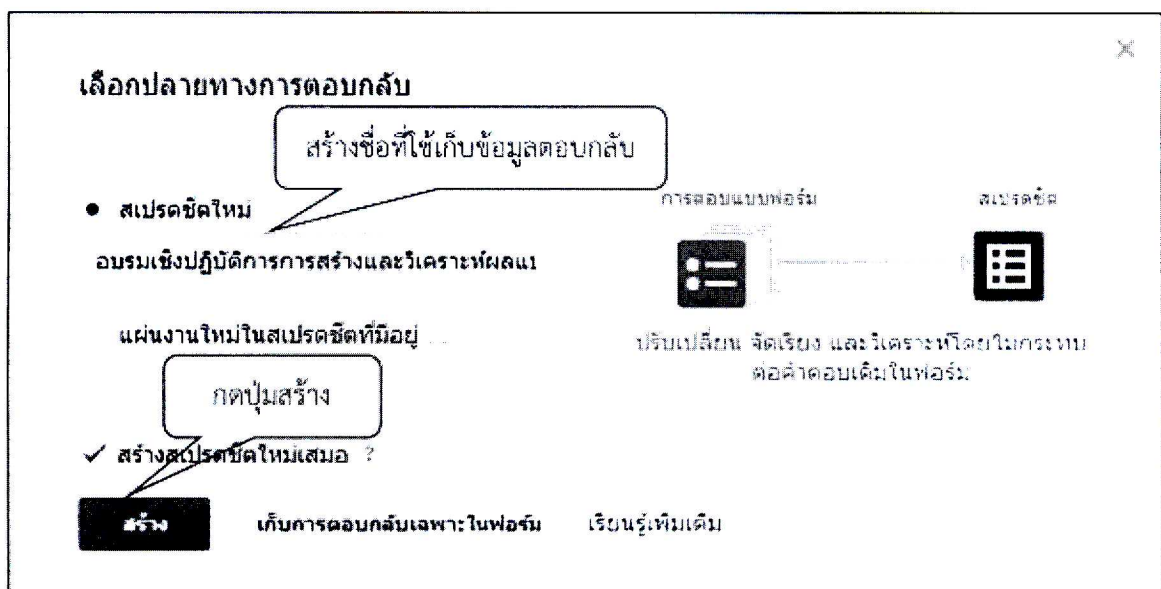 เลือกปลายทางการตอบกลับ
สร้างชื่อที่ใช้เก็บข้อมูลตอบกลับ
สเปรดชีตใหม่
อบรมเชิงปฏิบัติการการสร้างและวิเคราะห์ผลแบ
แผ่นงานใหม่ในสเปรดชีตที่มีอยู่
กดปุ่มสร้าง
✓ สร้างสเปรดชีตใหม่เสมอ ?
สร้าง เก็บการตอบกลับเฉพาะในฟอร์ม เรียนรู้เพิ่มเติม
การตอบแบบฟอร์ม สเปรดชีต
ปรับเปลี่ยน จัดเรียง และวิเคราะห์โดยไม่กระทบ
ต่อคำตอบเดิมในฟอร์ม